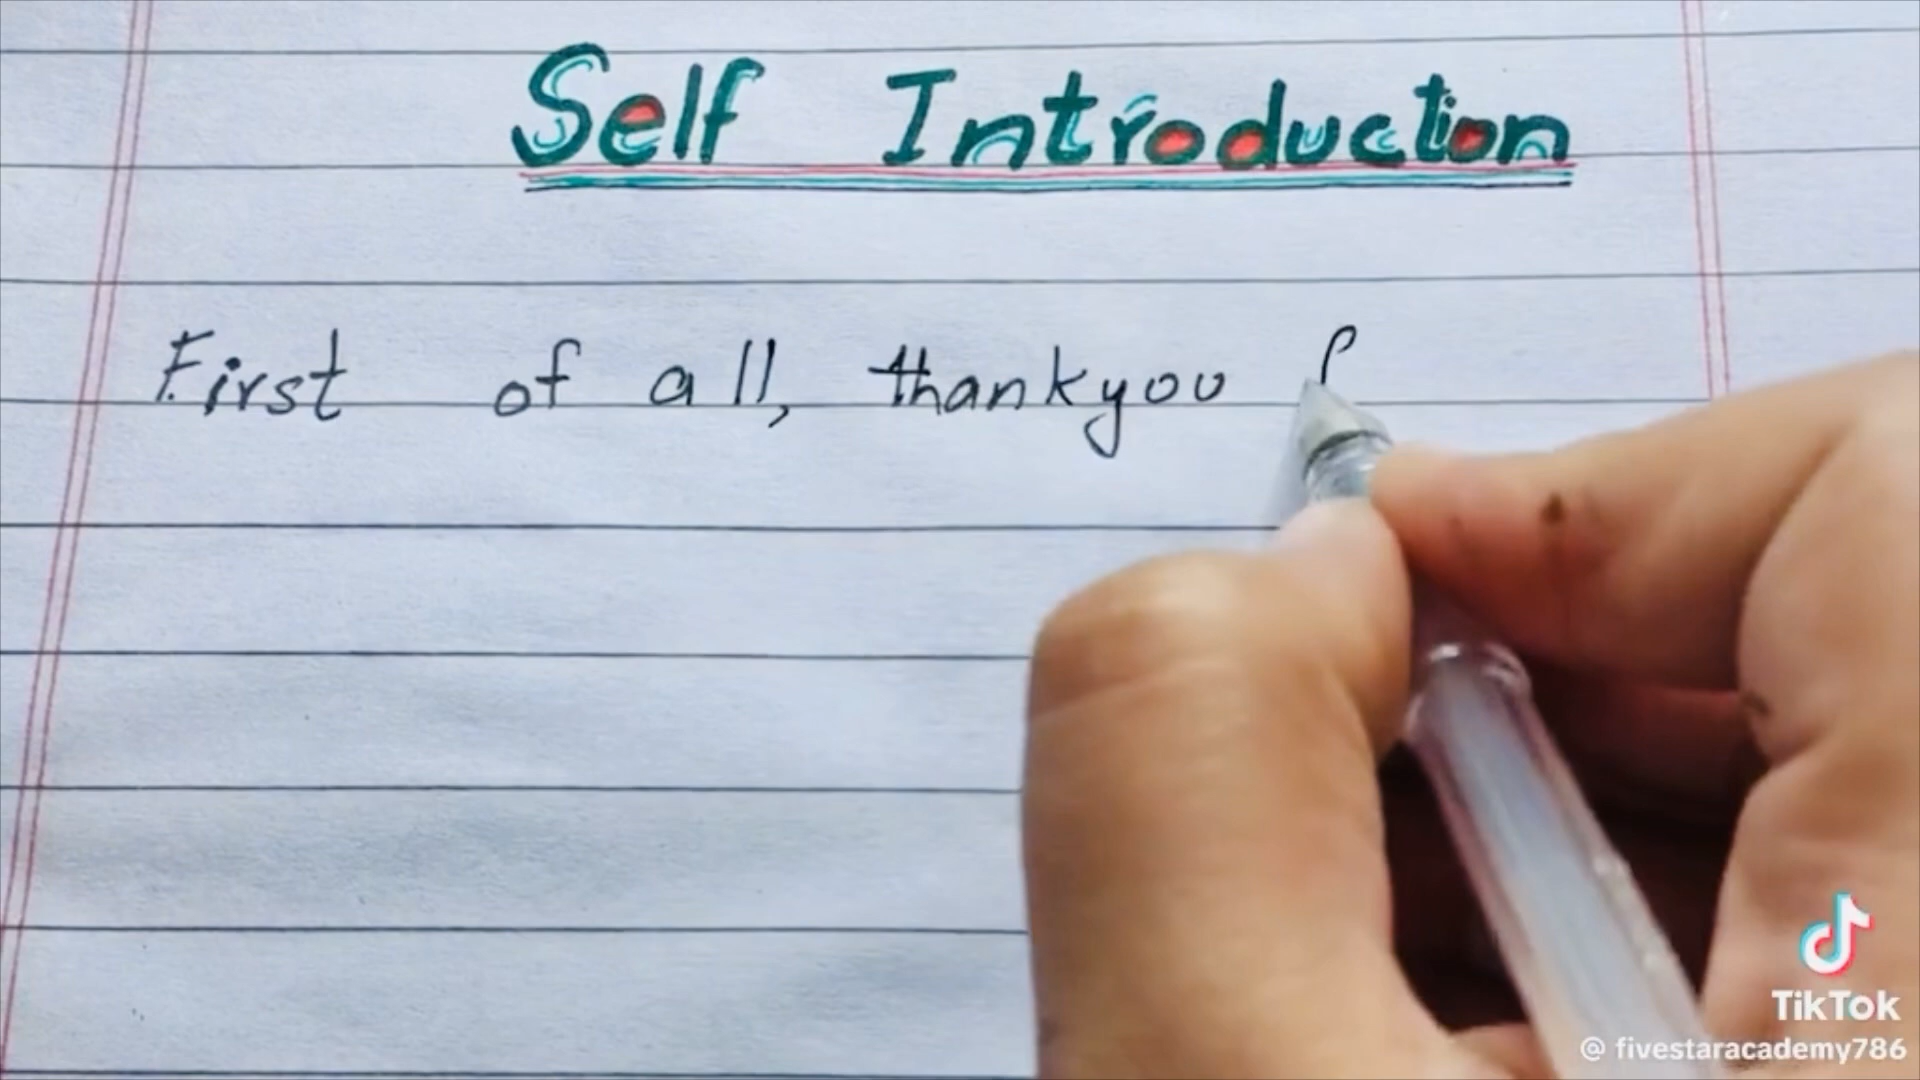 Self Introduction
First of all, thankyou f
TikTok
@ fivestaracademy786